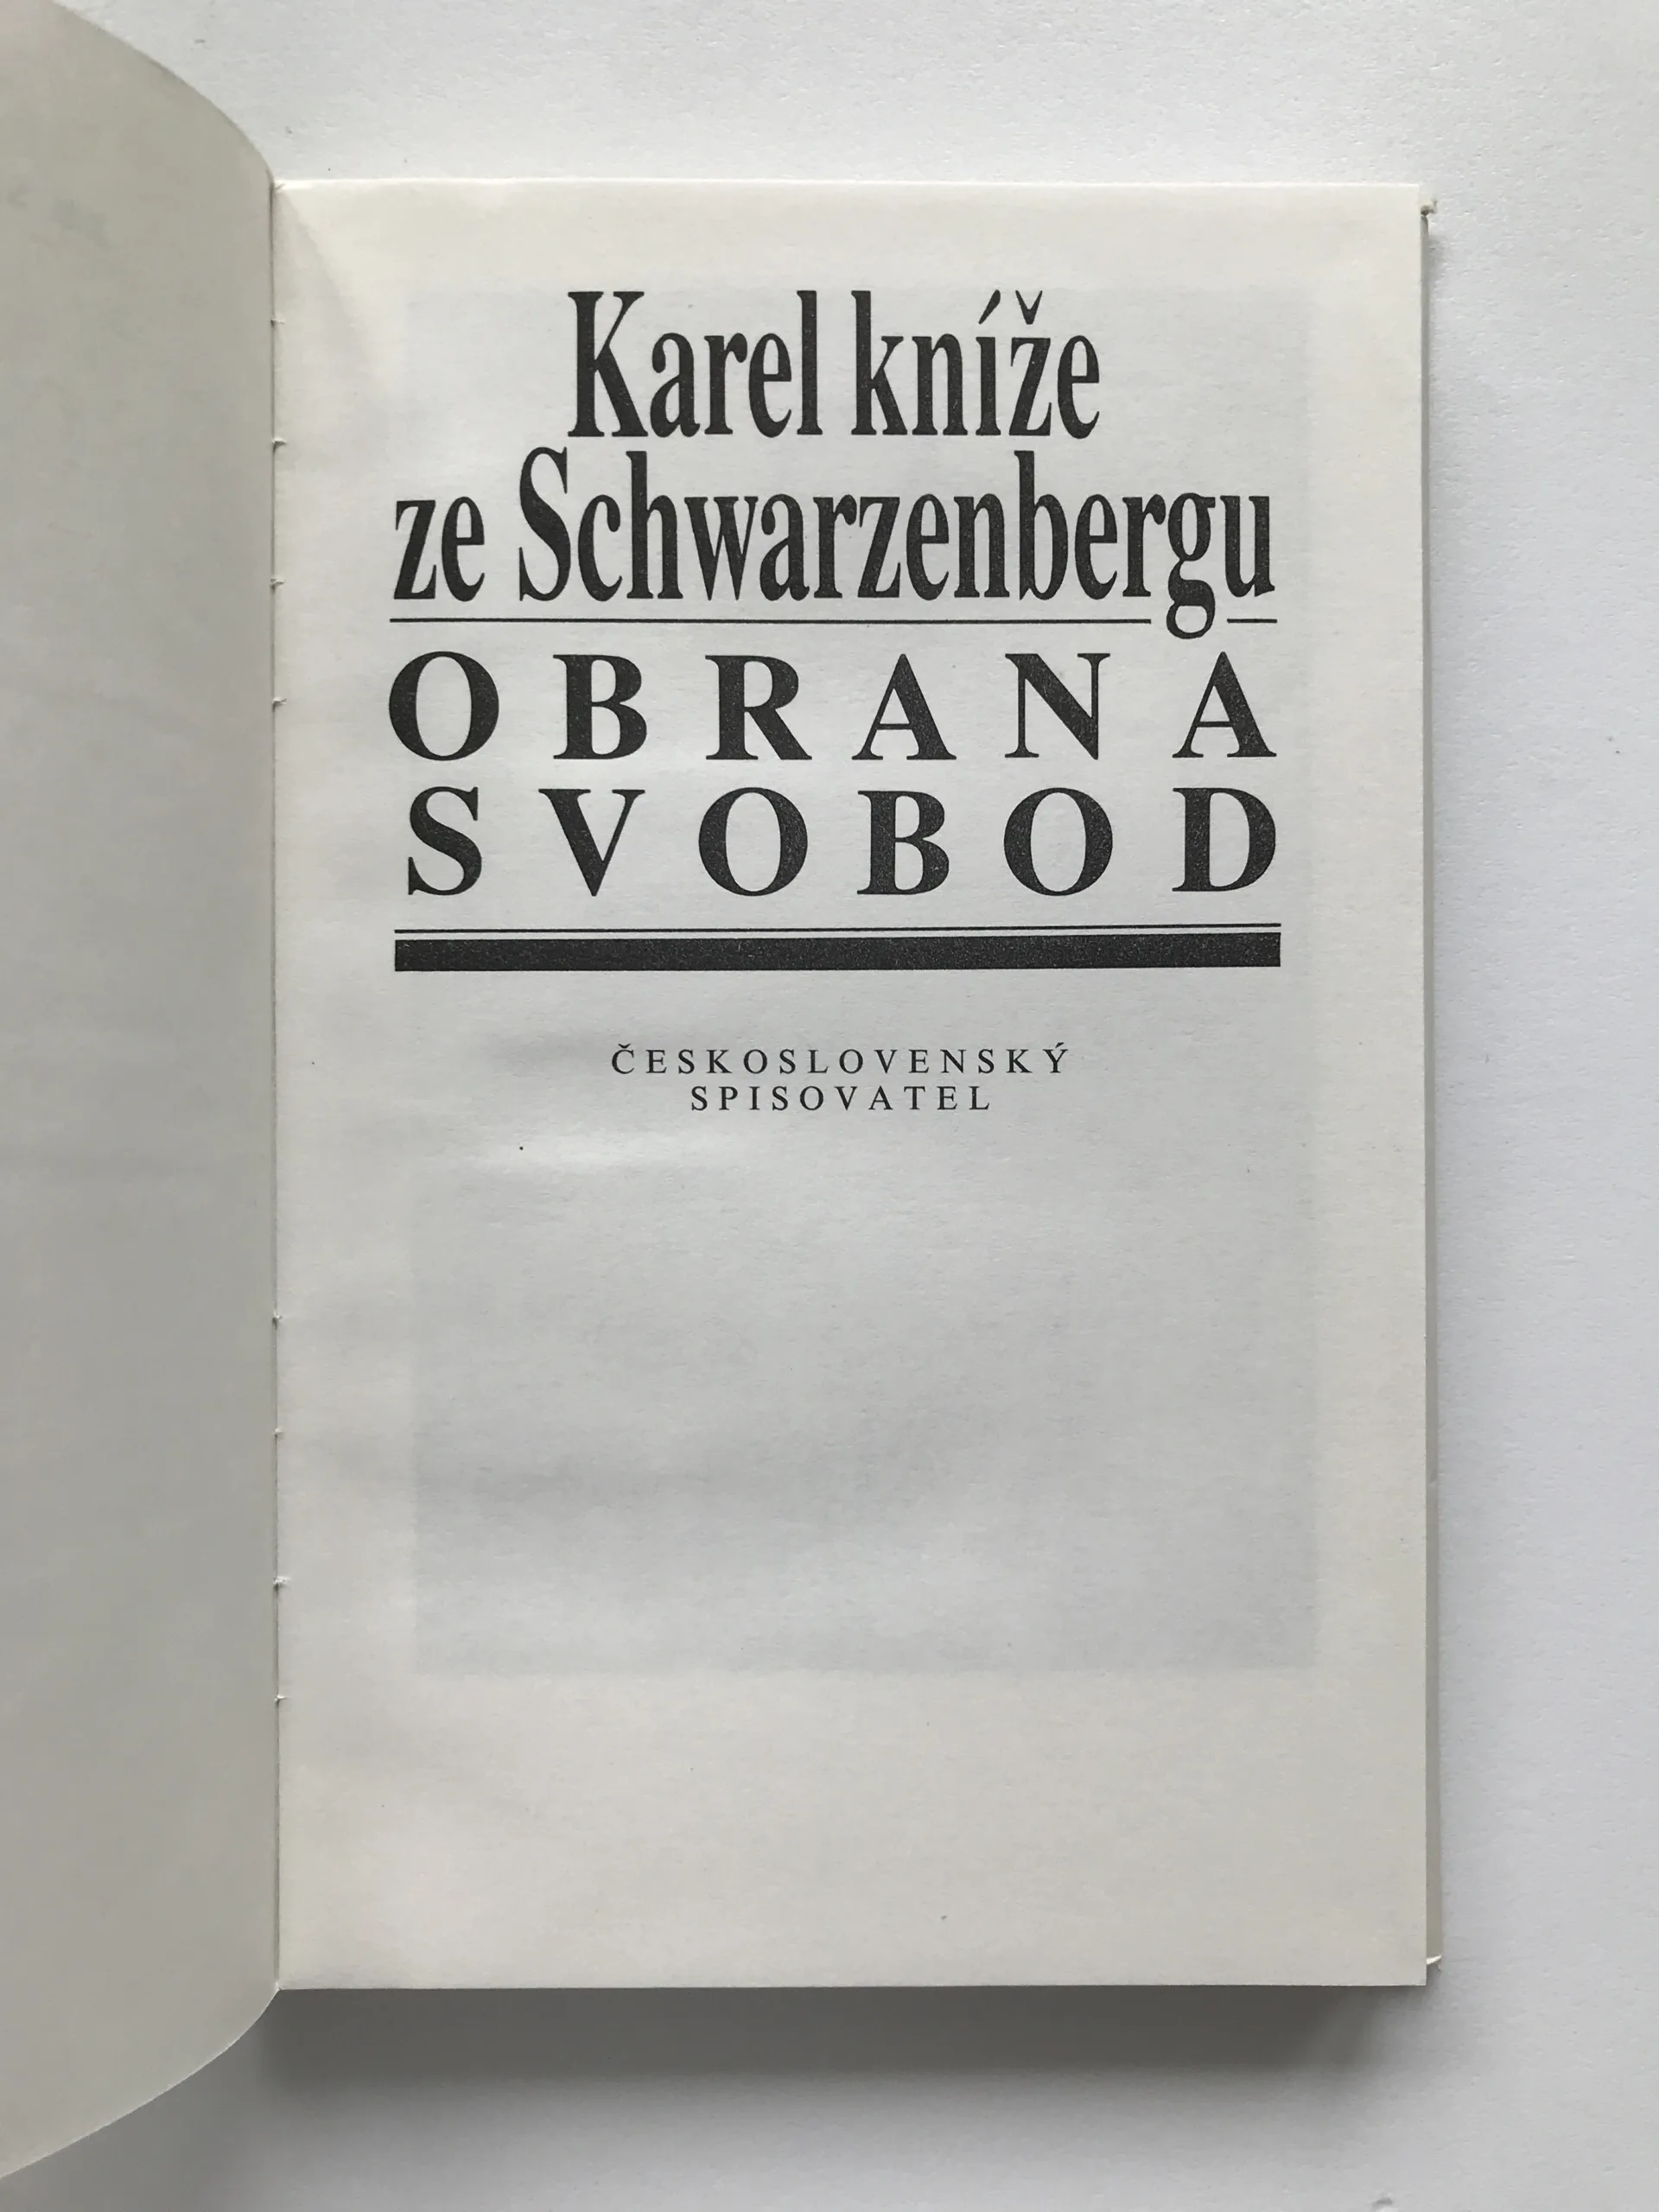 Karel kníže
ze Schwarzenbergu
OBRANA
SVOBOD
ČESKOSLOVENSKÝ
SPISOVATEL